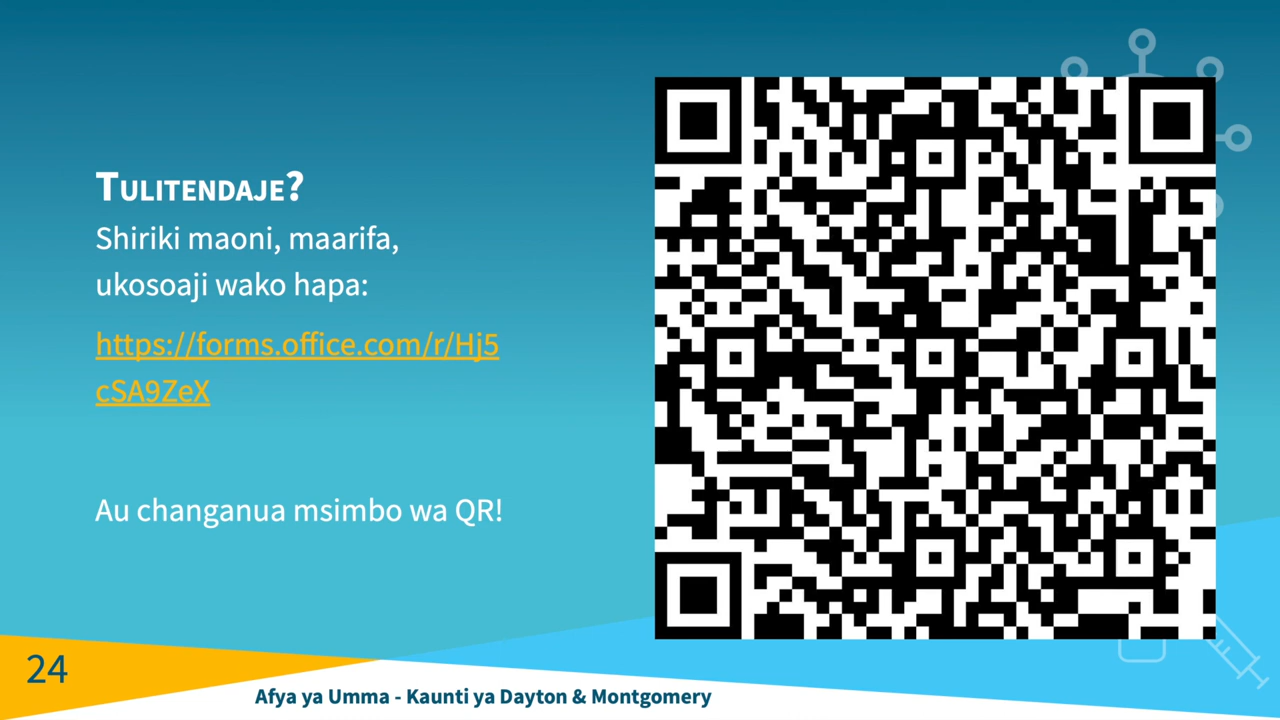 TULITENDAJE?
Shiriki maoni, maarifa,
ukosoaji wako hapa:
https://forms.office.com/r/Hj5
cSA9ZeX
Au changanua msimbo wa QR!
24
Afya ya Umma - Kaunti ya Dayton & Montgomery